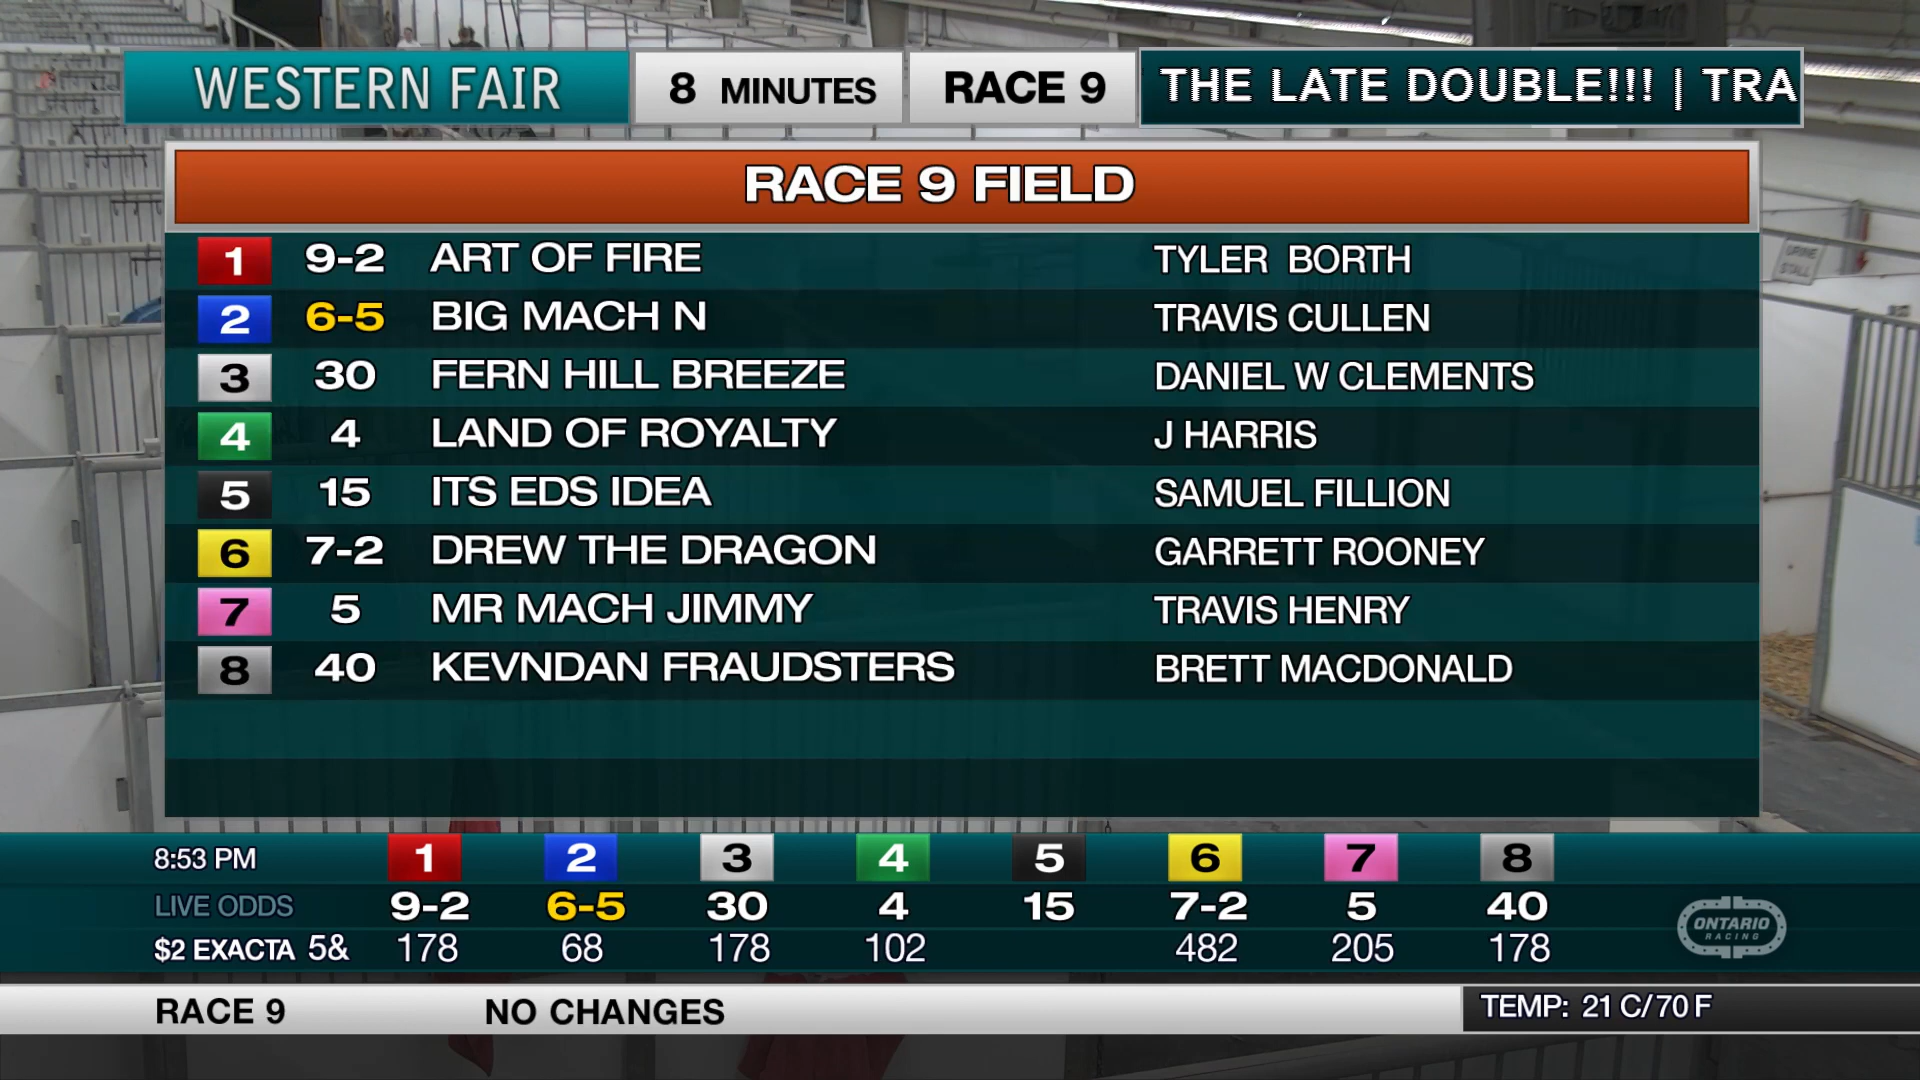 WESTERN FAIR 8 MINUTES RACE 9 THE LATE DOUBLE!!! | TRA
RACE 9 FIELD
1 9-2 ART OF FIRE TYLER BORTH
2 6-5 BIG MACH N TRAVIS CULLEN
3 30 FERN HILL BREEZE DANIEL W CLEMENTS
4 4 LAND OF ROYALTY J HARRIS
5 15 ITS EDS IDEA SAMUEL FILLION
6 7-2 DREW THE DRAGON GARRETT ROONEY
7 5 MR MACH JIMMY TRAVIS HENRY
8 40 KEVNDAN FRAUDSTERS BRETT MACDONALD
URINE
STALL
8:53 PM 1 2 3 4 5 6 7 8
LIVE ODDS 9-2 6-5 30 4 15 7-2 5 40
$2 EXACTA 5& 178 68 178 102 482 205 178
ONTARIO
RACING
RACE 9 NO CHANGES TEMP: 21 C/70 F